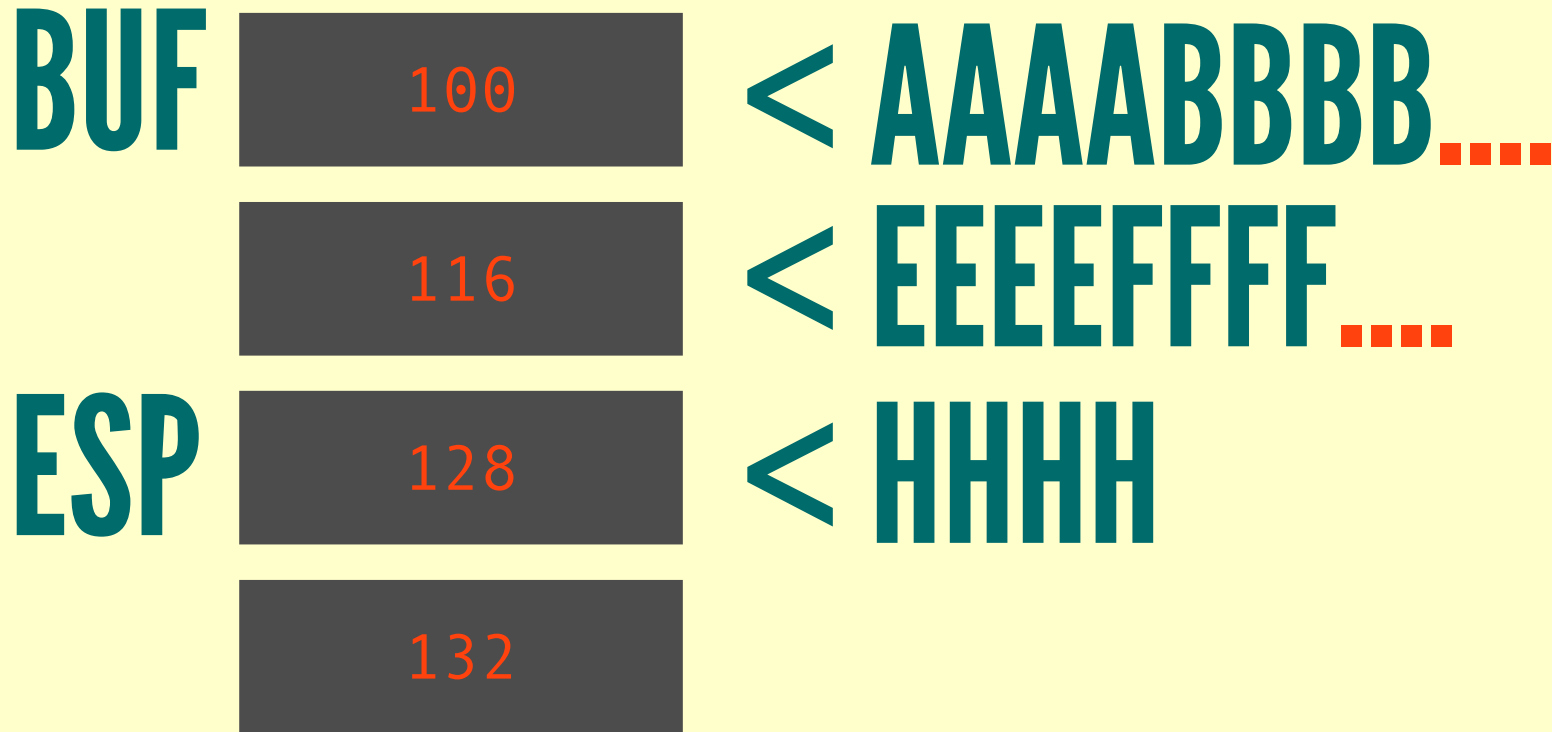 BUF 100 < AAAABBBB....
116 < EEEEFFFF....
ESP 128 < HHHH
132